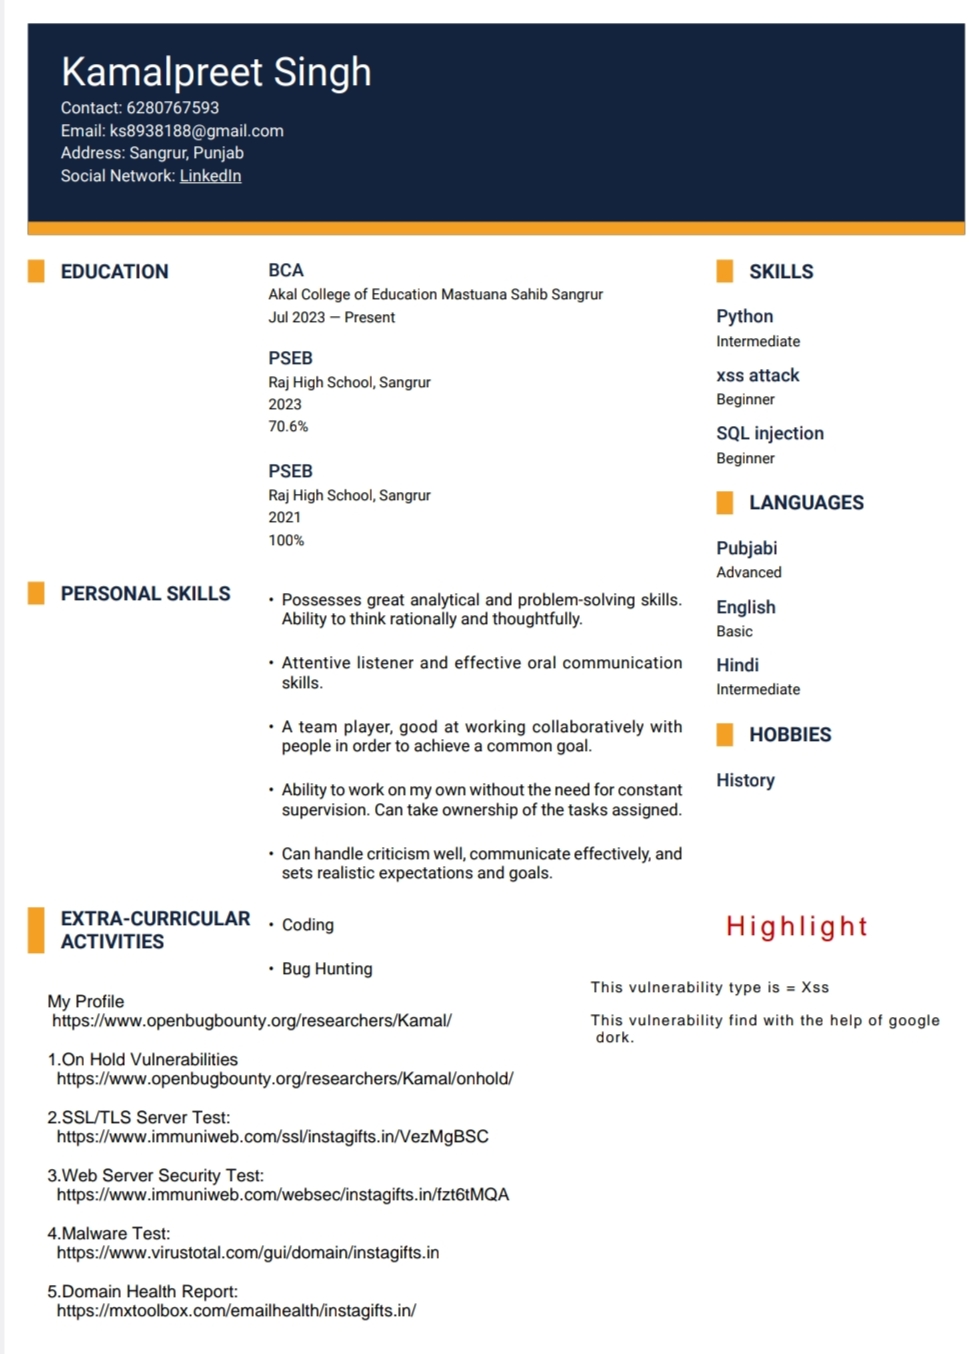 Kamalpreet Singh
Contact: 6280767593
Email: ks8938188@gmail.com
Address: Sangrur, Punjab
Social Network: LinkedIn
EDUCATION
BCA
Akal College of Education Mastuana Sahib Sangrur
Jul 2023 — Present
PSEB
Raj High School, Sangrur
2023
70.6%
PSEB
Raj High School, Sangrur
2021
100%
PERSONAL SKILLS
• Possesses great analytical and problem-solving skills.
Ability to think rationally and thoughtfully.
• Attentive listener and effective oral communication
skills.
• A team player, good at working collaboratively with
people in order to achieve a common goal.
• Ability to work on my own without the need for constant
supervision. Can take ownership of the tasks assigned.
• Can handle criticism well, communicate effectively, and
sets realistic expectations and goals.
EXTRA-CURRICULAR
ACTIVITIES
• Coding
• Bug Hunting
My Profile
https://www.openbugbounty.org/researchers/Kamal/
1.On Hold Vulnerabilities
https://www.openbugbounty.org/researchers/Kamal/onhold/
2.SSL/TLS Server Test:
https://www.immuniweb.com/ssl/instagifts.in/VezMgBSC
3.Web Server Security Test:
https://www.immuniweb.com/websec/instagifts.in/fzt6tMQA
4.Malware Test:
https://www.virustotal.com/gui/domain/instagifts.in
5.Domain Health Report:
https://mxtoolbox.com/emailhealth/instagifts.in/
SKILLS
Python
Intermediate
xss attack
Beginner
SQL injection
Beginner
LANGUAGES
Pubjabi
Advanced
English
Basic
Hindi
Intermediate
HOBBIES
History
Highlight
This vulnerability type is = Xss
This vulnerability find with the help of google
dork.